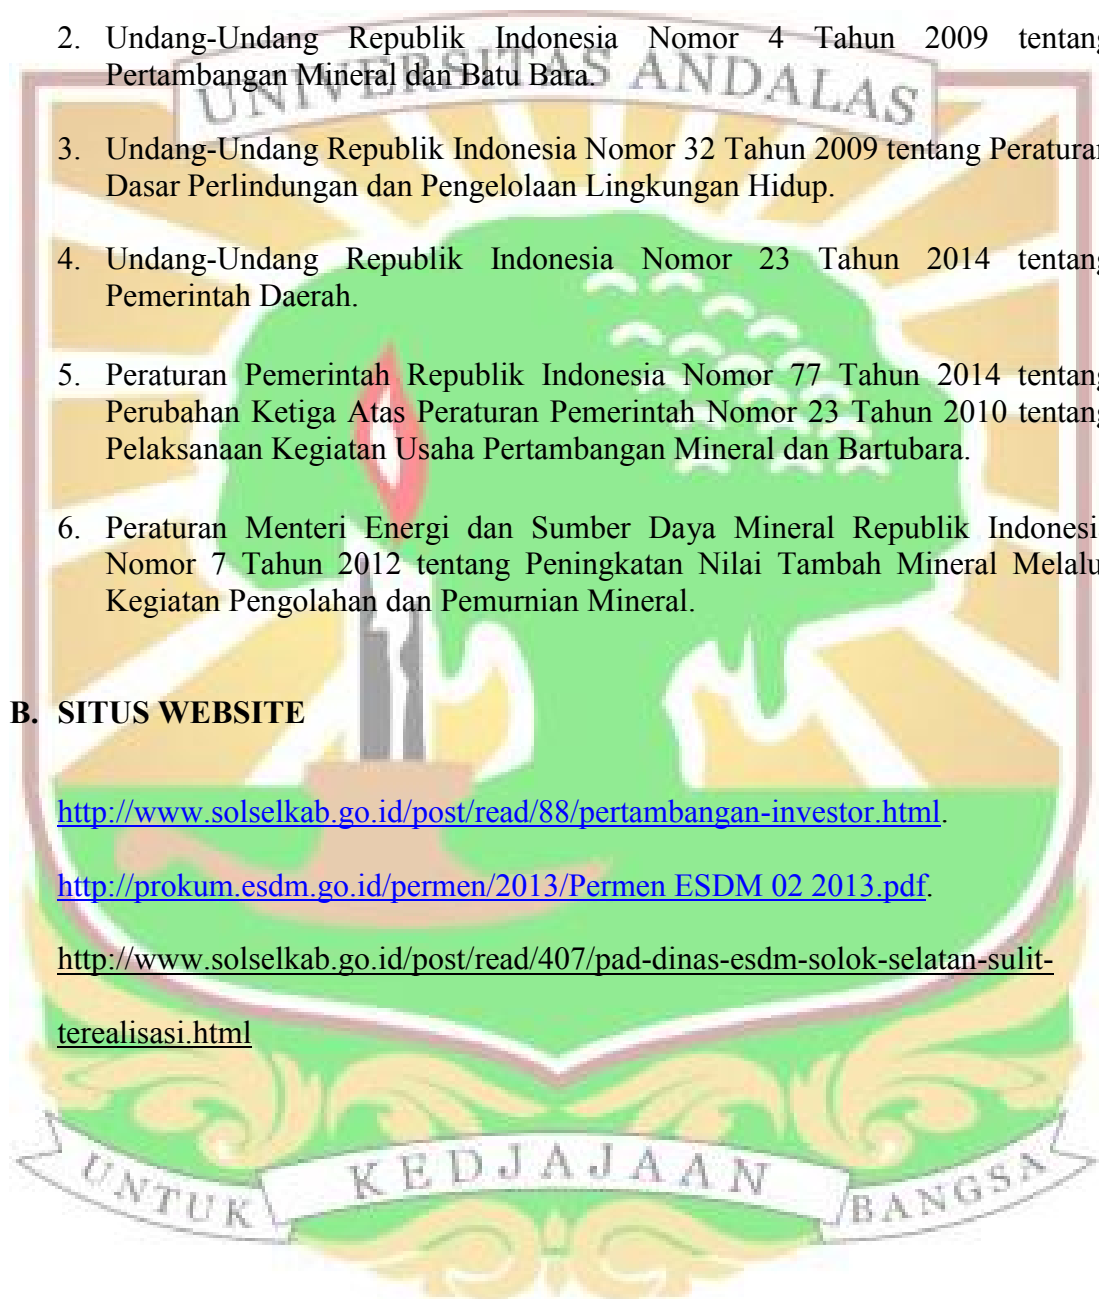 2. Undang-Undang Republik Indonesia Nomor 4 Tahun 2009 tentang
Pertambangan Mineral dan Batu Bara.
UNIVERSITAS ANDALAS
3. Undang-Undang Republik Indonesia Nomor 32 Tahun 2009 tentang Peraturan
Dasar Perlindungan dan Pengelolaan Lingkungan Hidup.
4. Undang-Undang Republik Indonesia Nomor 23 Tahun 2014 tentang
Pemerintah Daerah.
5. Peraturan Pemerintah Republik Indonesia Nomor 77 Tahun 2014 tentang
Perubahan Ketiga Atas Peraturan Pemerintah Nomor 23 Tahun 2010 tentang
Pelaksanaan Kegiatan Usaha Pertambangan Mineral dan Bartubara.
6. Peraturan Menteri Energi dan Sumber Daya Mineral Republik Indonesi
Nomor 7 Tahun 2012 tentang Peningkatan Nilai Tambah Mineral Melalu
Kegiatan Pengolahan dan Pemurnian Mineral.
B. SITUS WEBSITE
http://www.solselkab.go.id/post/read/88/pertambangan-investor.html.
http://prokum.esdm.go.id/permen/2013/Permen ESDM 02 2013.pdf.
http://www.solselkab.go.id/post/read/407/pad-dinas-esdm-solok-selatan-sulit-
terealisasi.html
UNTUK KEDJAJAAN BANGSA